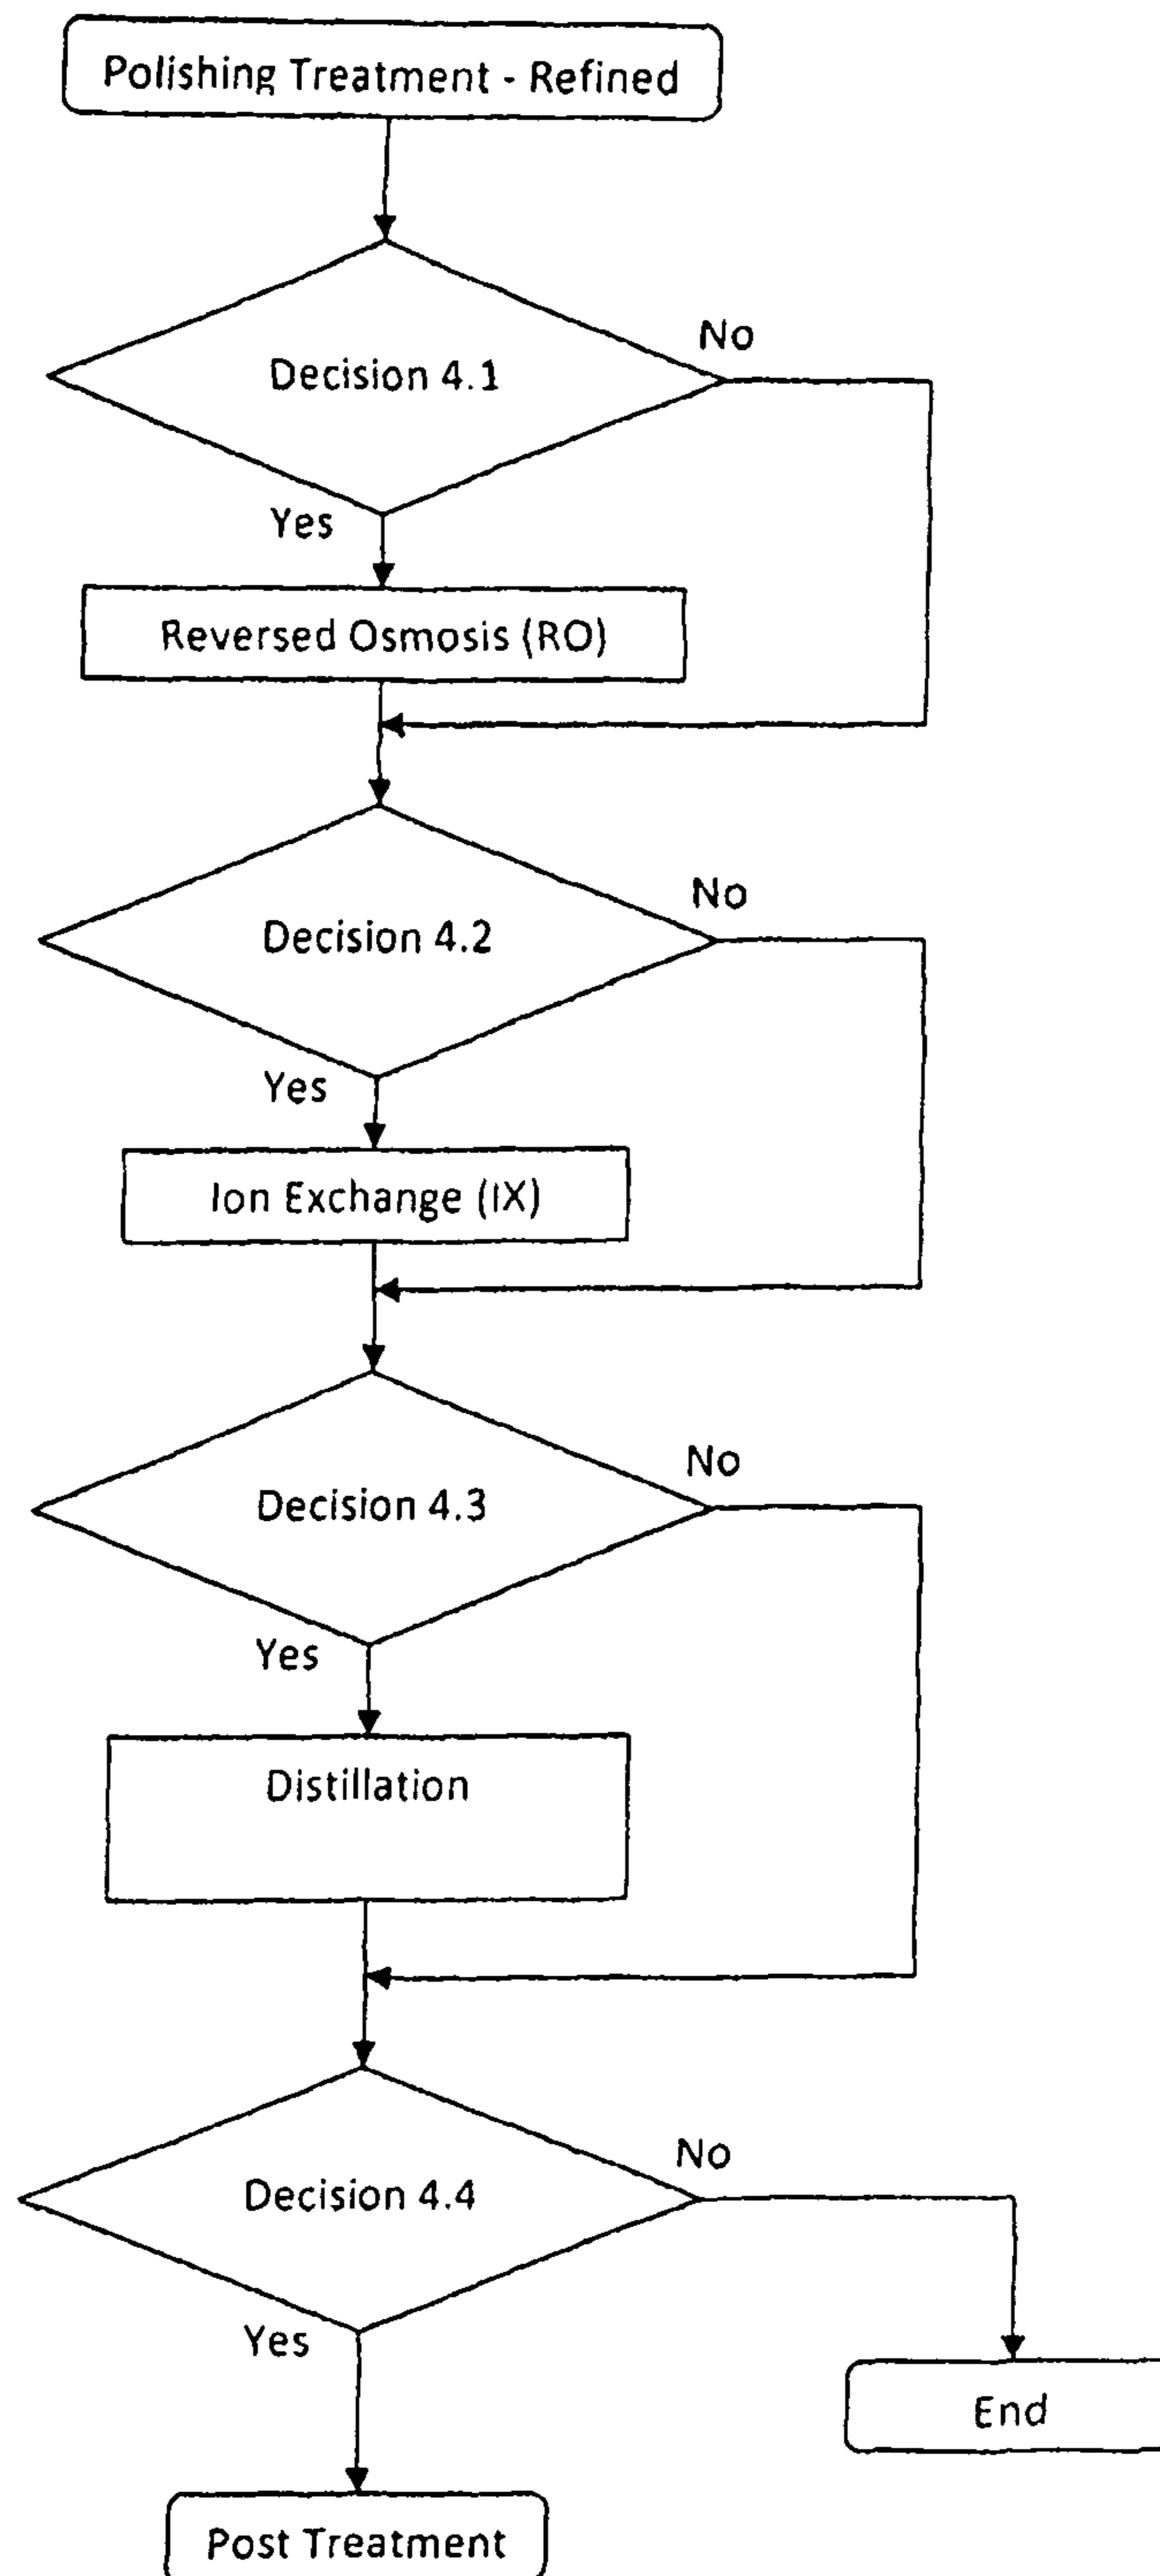 Polishing Treatment - Refined
Decision 4.1
No
Yes
Reversed Osmosis (RO)
Decision 4.2
No
Yes
Ion Exchange (IX)
Decision 4.3
No
Yes
Distillation
Decision 4.4
No
Yes
End
Post Treatment